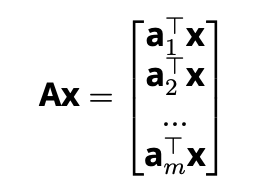 𝐀𝐱 = [𝐚₁ᵀ𝐱
𝐚₂ᵀ𝐱
...
𝐚ₘᵀ𝐱]